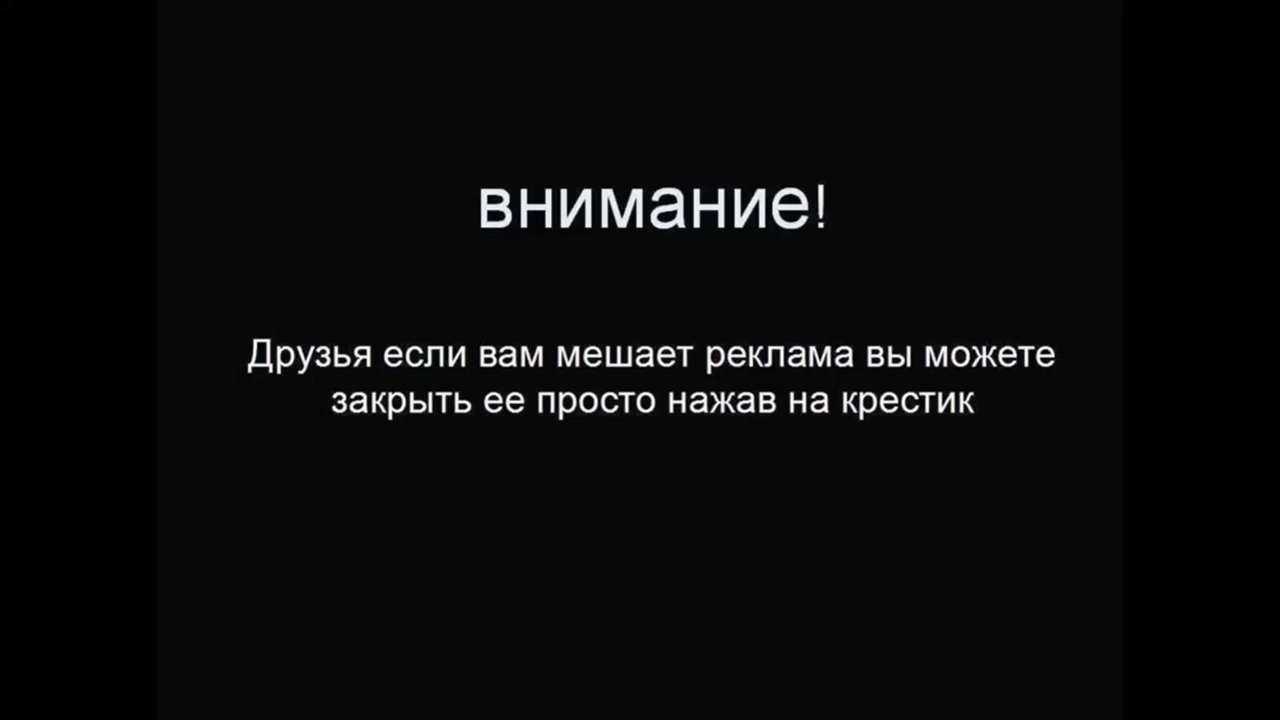 внимание!
Друзья если вам мешает реклама вы можете
закрыть ее просто нажав на крестик